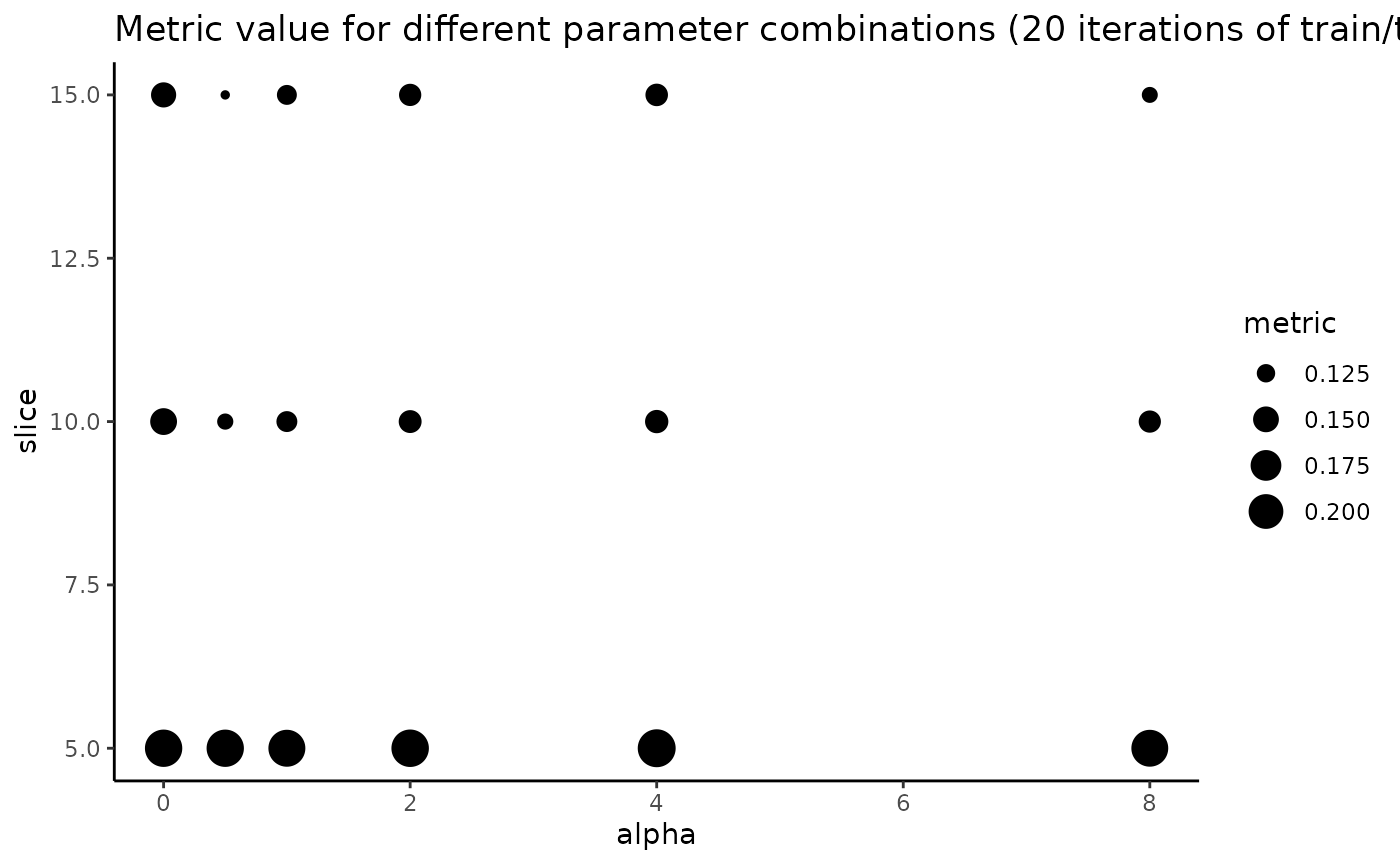 Metric value for different parameter combinations (20 iterations of train/t
15.0
12.5
10.0
7.5
5.0
slice
0 2 4 6 8
alpha
metric
0.125
0.150
0.175
0.200